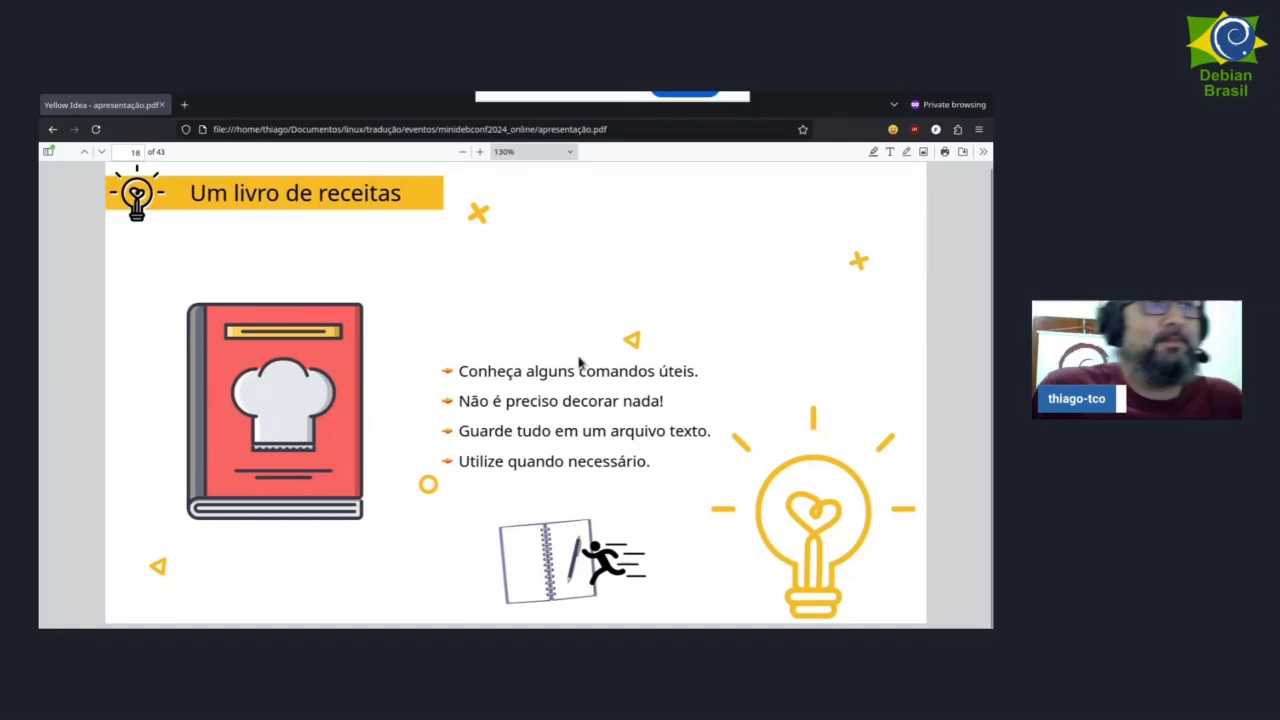 Debian
Brasil
Yellow Idea - apresentação.pdf
Private browsing
file:///home/thiago/Documentos/linux/tradução/eventos/minidebconf2024_online/apresentação.pdf
18 of 43
130%
Um livro de receitas
Conheça alguns comandos úteis.
Não é preciso decorar nada!
Guarde tudo em um arquivo texto.
Utilize quando necessário.
thiago-tco